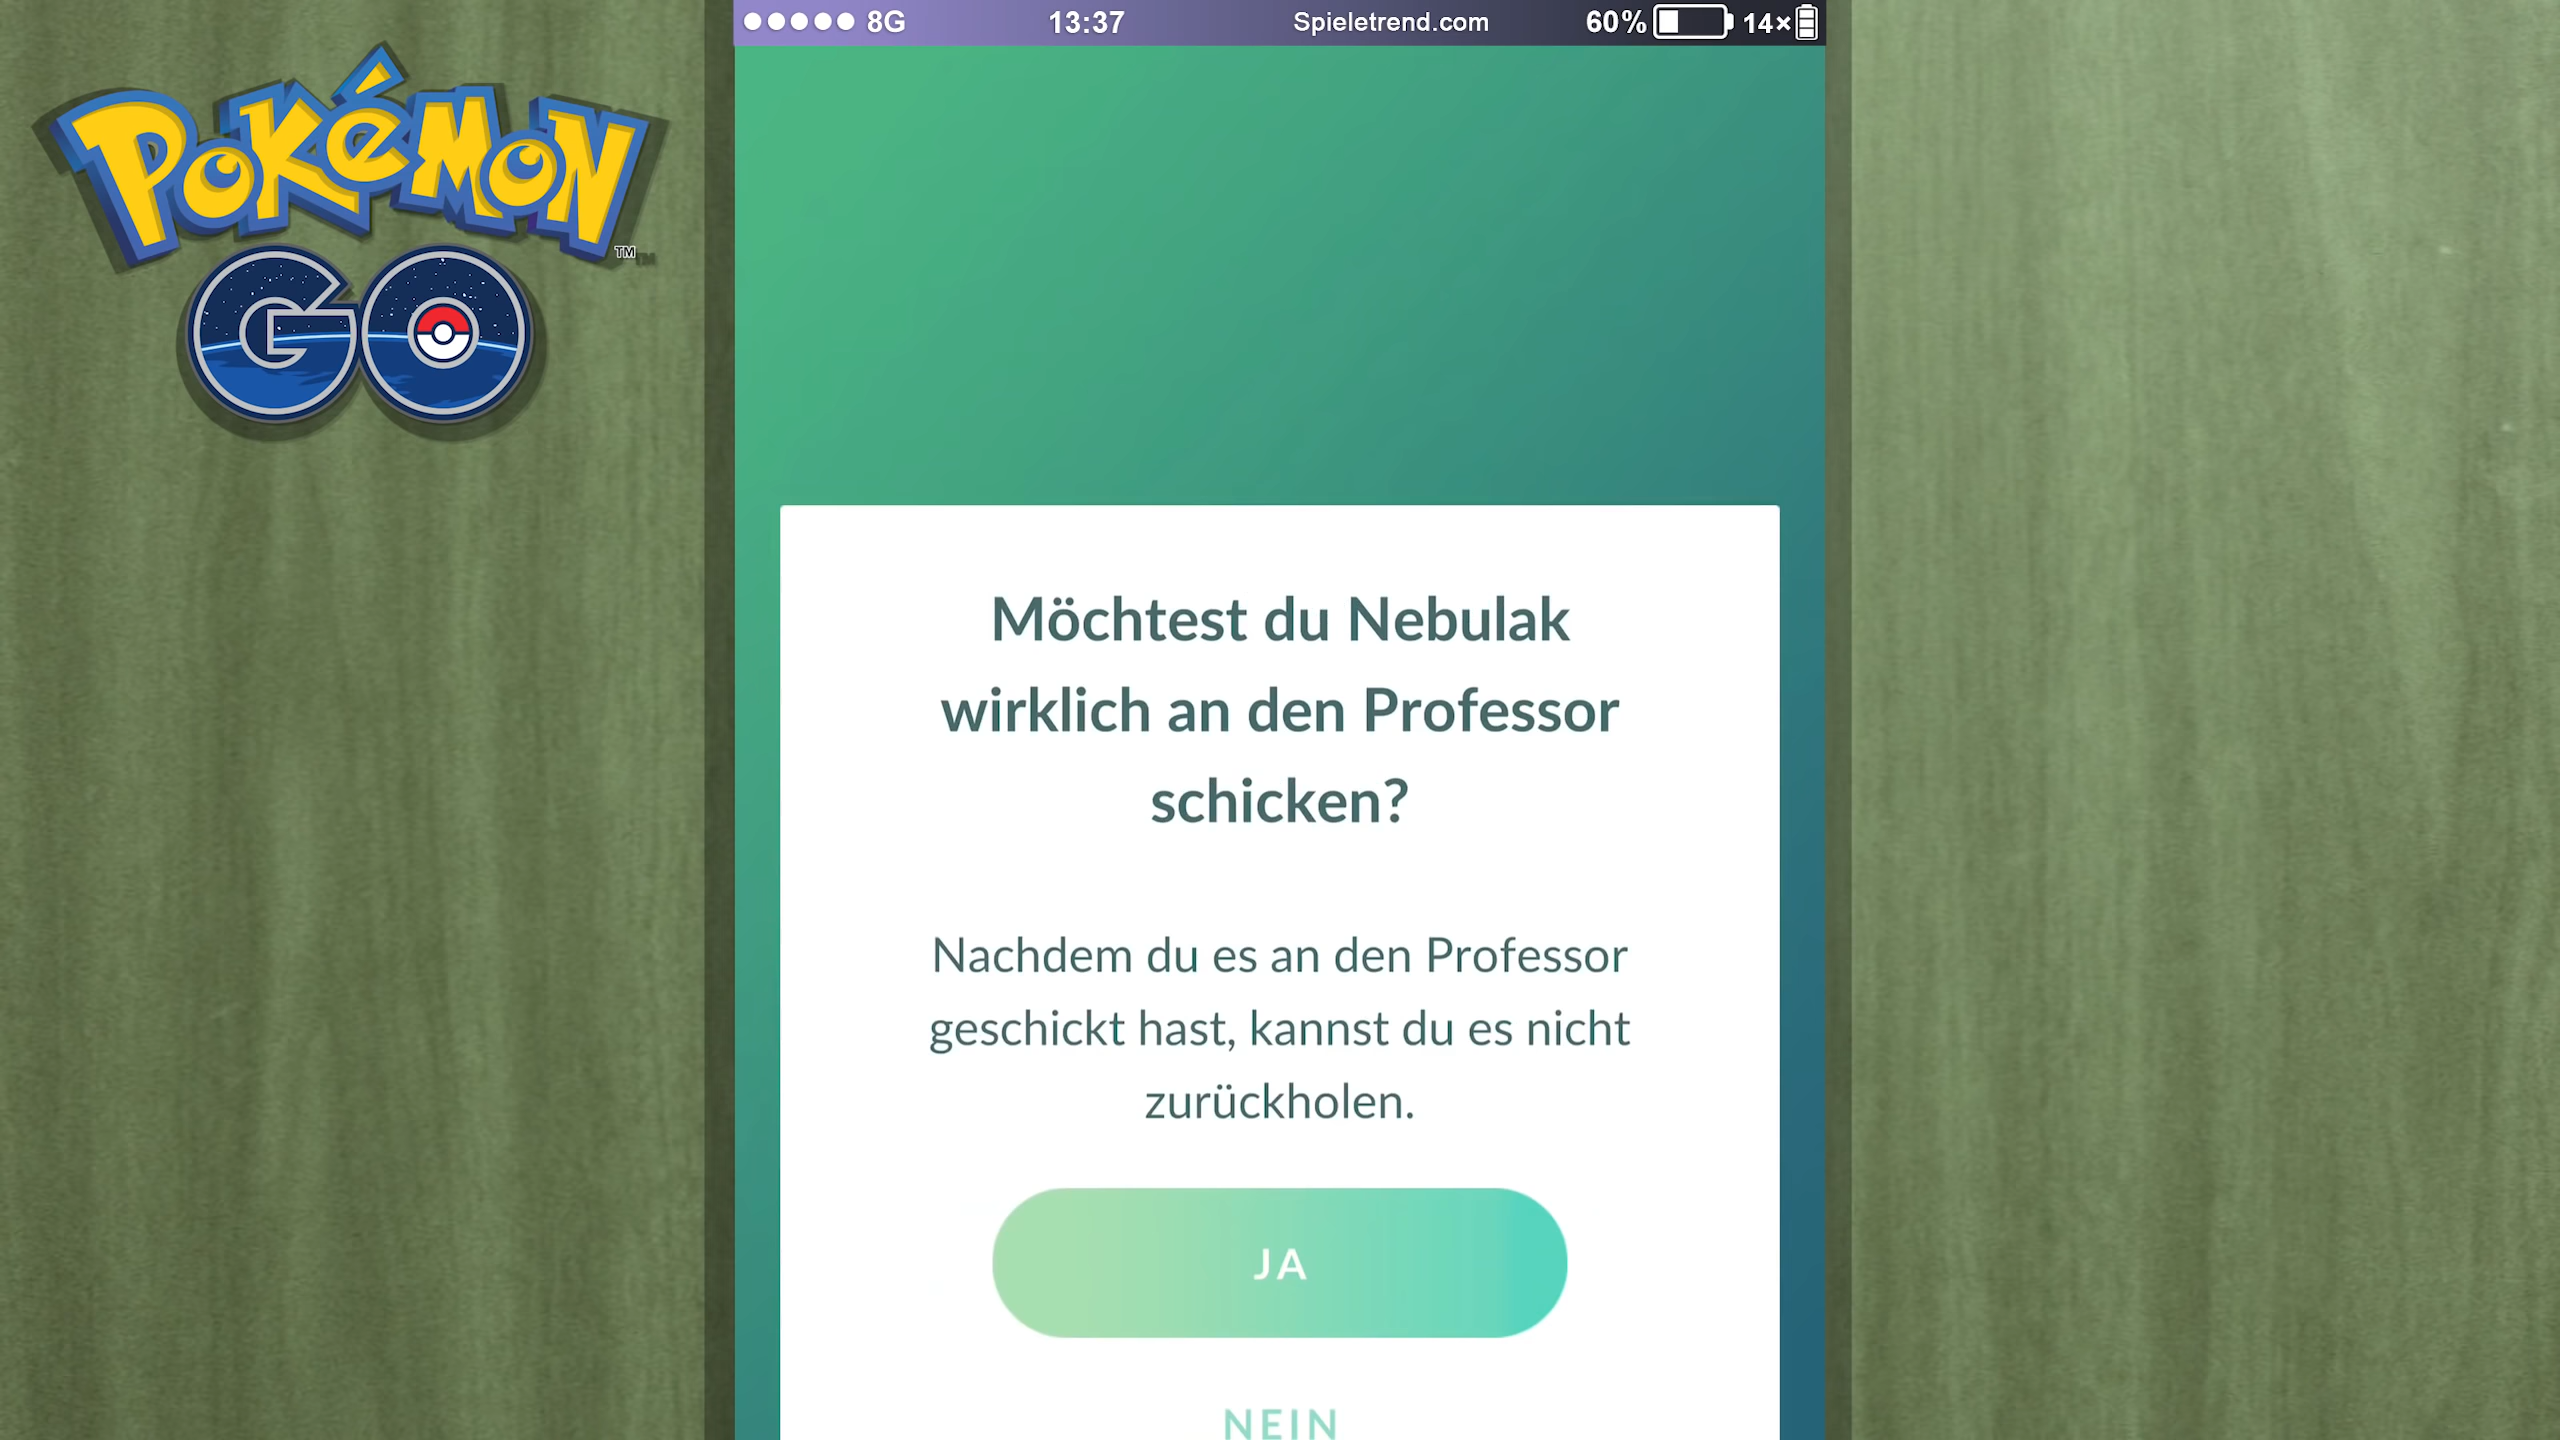 8G 13:37 Spieletrend.com 60% 14×
POKéMON
TM
GO
Möchtest du Nebulak
wirklich an den Professor
schicken?
Nachdem du es an den Professor
geschickt hast, kannst du es nicht
zurückholen.
JA
NEIN